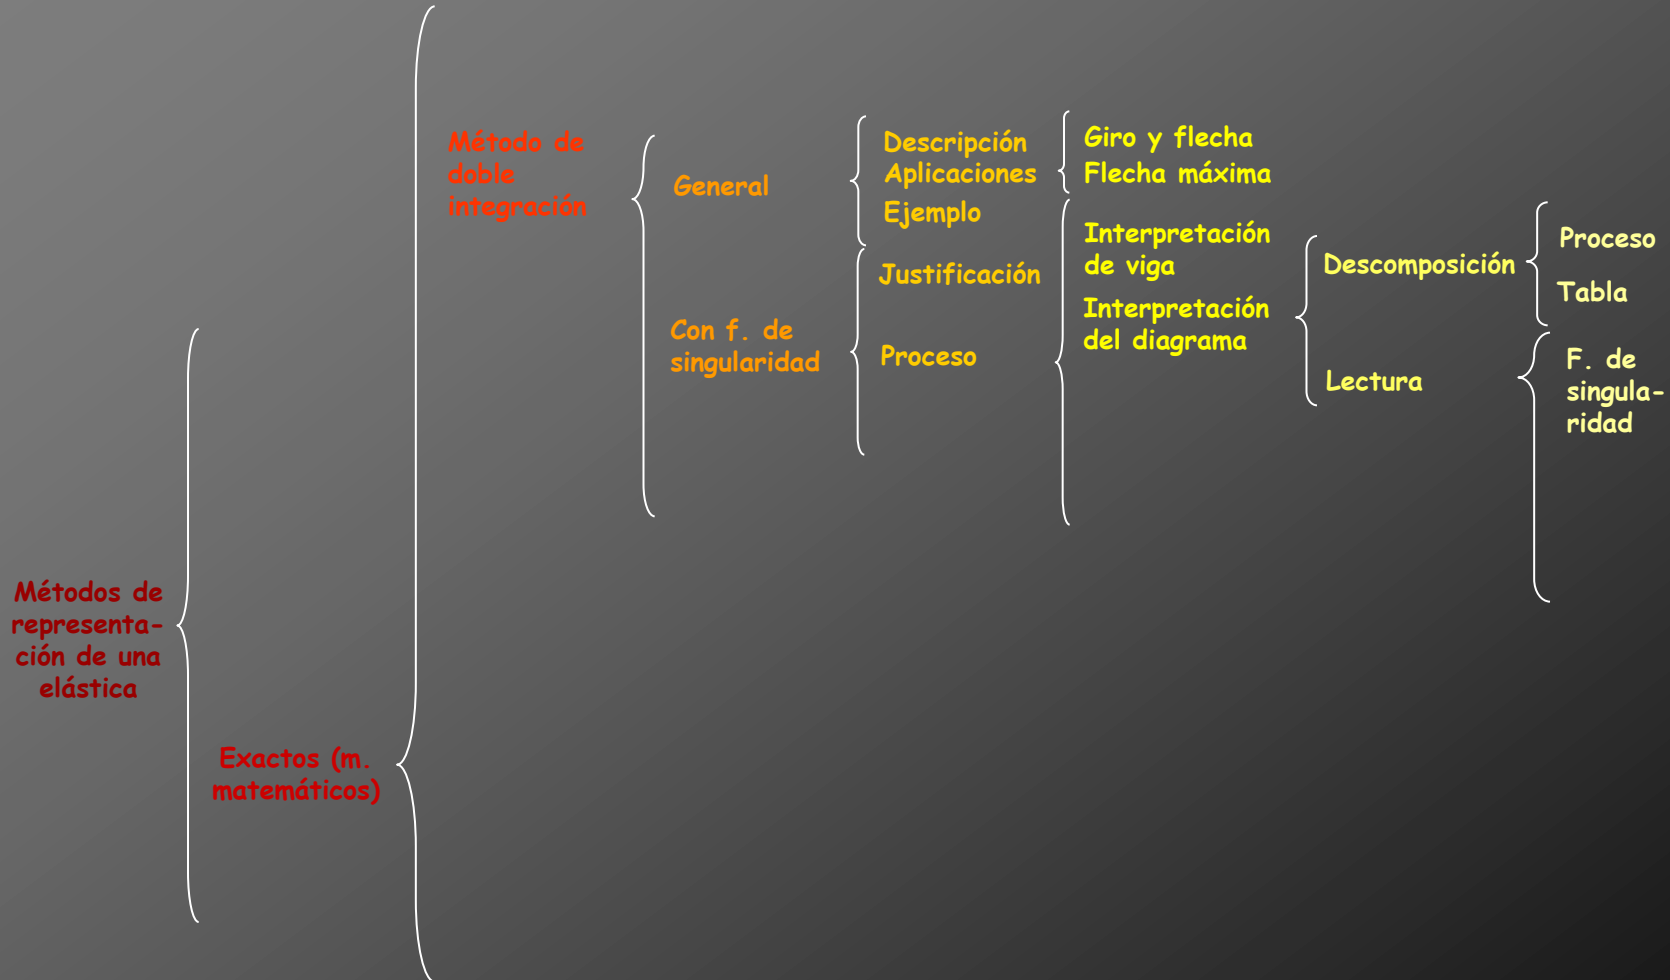 Métodos de
representa-
ción de una
elástica
Exactos (m.
matemáticos)
Método de
doble
integración
General
Descripción
Aplicaciones
Giro y flecha
Flecha máxima
Ejemplo
Con f. de
singularidad
Justificación
Proceso
Interpretación
de viga
Interpretación
del diagrama
Descomposición
Proceso
Tabla
Lectura
F. de
singula-
ridad